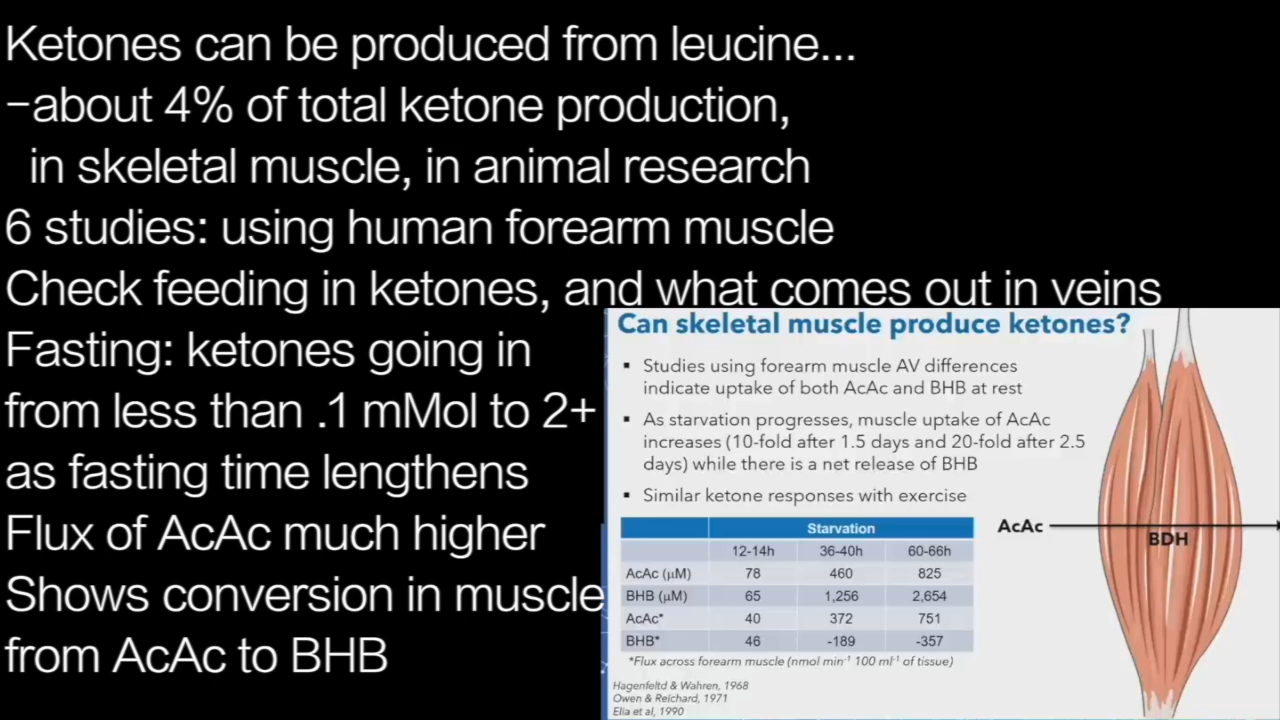 Ketones can be produced from leucine...
-about 4% of total ketone production,
in skeletal muscle, in animal research
6 studies: using human forearm muscle
Check feeding in ketones, and what comes out in veins
Fasting: ketones going in
from less than .1 mMol to 2+
as fasting time lengthens
Flux of AcAc much higher
Shows conversion in muscle
from AcAc to BHB
Can skeletal muscle produce ketones?
▪ Studies using forearm muscle AV differences
indicate uptake of both AcAc and BHB at rest
▪ As starvation progresses, muscle uptake of AcAc
increases (10-fold after 1.5 days and 20-fold after 2.5
days) while there is a net release of BHB
▪ Similar ketone responses with exercise
Starvation
12-14h 36-40h 60-66h
AcAc (μM) 78 460 825
BHB (μM) 65 1,256 2,654
AcAc* 40 372 751
BHB* 46 -189 -357
*Flux across forearm muscle (nmol min⁻¹ 100 ml⁻¹ of tissue)
AcAc
BDH
Hagenfeltd & Wahren, 1968
Owen & Reichard, 1971
Elia et al, 1990